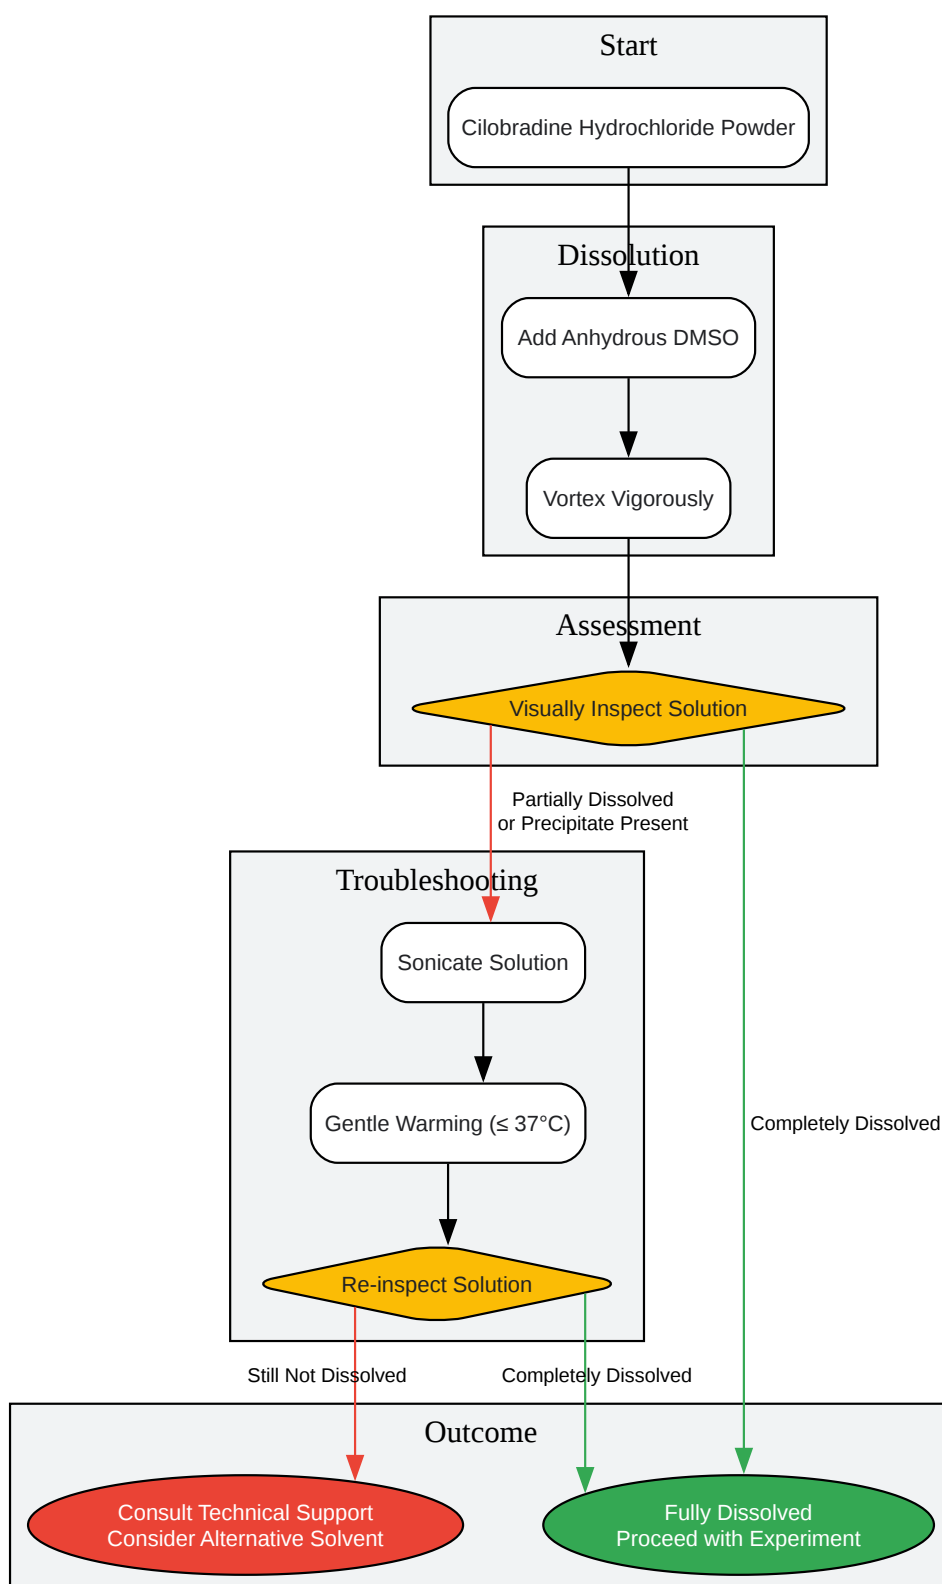 Start
Cilobradine Hydrochloride Powder
Dissolution
Add Anhydrous DMSO
Vortex Vigorously
Assessment
Visually Inspect Solution
Partially Dissolved
or Precipitate Present
Troubleshooting
Sonicate Solution
Gentle Warming (≤ 37°C)
Completely Dissolved
Re-inspect Solution
Still Not Dissolved
Completely Dissolved
Outcome
Consult Technical Support
Consider Alternative Solvent
Fully Dissolved
Proceed with Experiment